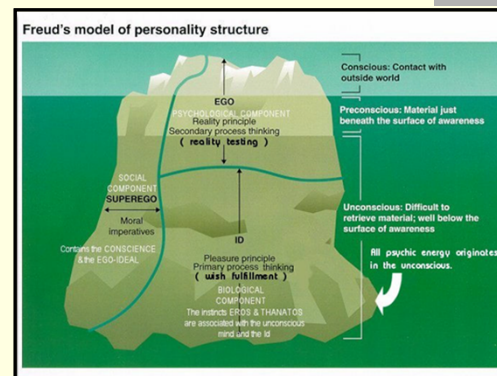 Freud's model of personality structure
Conscious: Contact with
outside world
EGO
PSYCHOLOGICAL COMPONENT
Reality principle
Secondary process thinking
( reality testing )
Preconscious: Material just
beneath the surface of awareness
SOCIAL
COMPONENT
SUPEREGO
Moral
imperatives
Contains the CONSCIENCE
& the EGO-IDEAL
Unconscious: Difficult to
retrieve material; well below the
surface of awareness
ID
Pleasure principle
Primary process thinking
( wish fulfillment )
BIOLOGICAL
COMPONENT
The instincts EROS & THANATOS
are associated with the unconscious
mind and the Id
All psychic energy originates
in the unconscious.